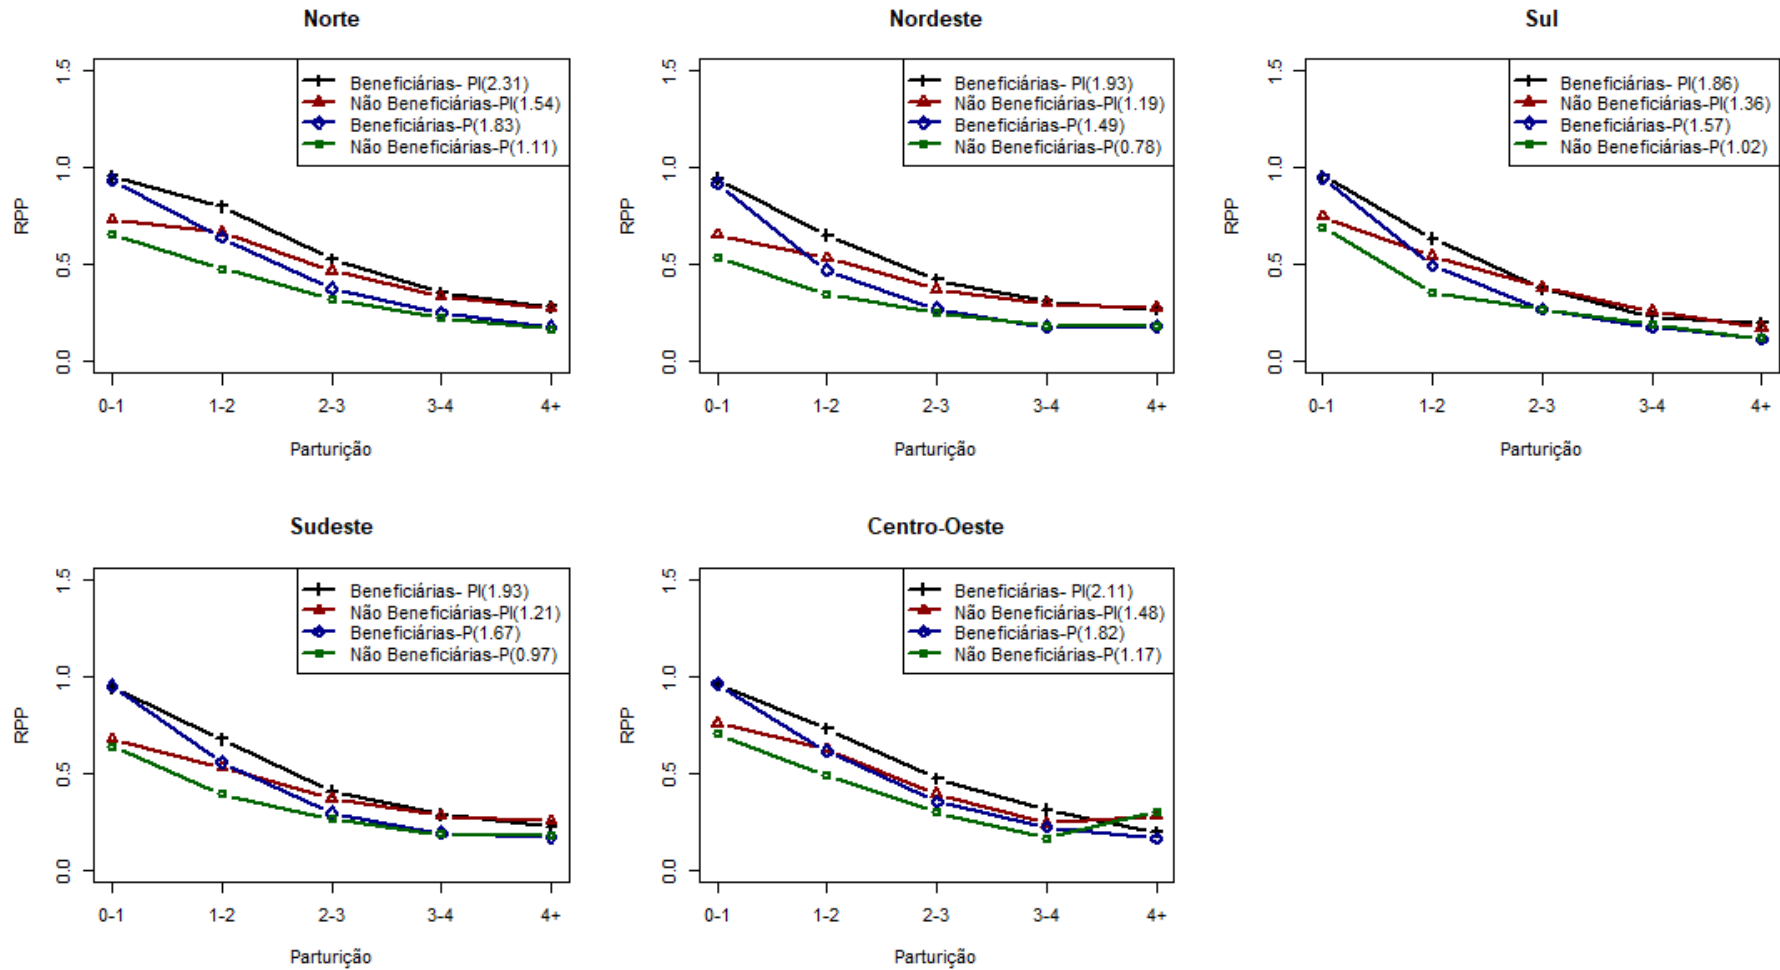 Norte
1.5
1.0
0.5
0.0
RPP
Beneficiárias- PI(2.31)
Não Beneficiárias-PI(1.54)
Beneficiárias-P(1.83)
Não Beneficiárias-P(1.11)
0-1 1-2 2-3 3-4 4+
Parturição
Nordeste
1.5
1.0
0.5
0.0
RPP
Beneficiárias- PI(1.93)
Não Beneficiárias-PI(1.19)
Beneficiárias-P(1.49)
Não Beneficiárias-P(0.78)
0-1 1-2 2-3 3-4 4+
Parturição
Sul
1.5
1.0
0.5
0.0
RPP
Beneficiárias- PI(1.86)
Não Beneficiárias-PI(1.36)
Beneficiárias-P(1.57)
Não Beneficiárias-P(1.02)
0-1 1-2 2-3 3-4 4+
Parturição
Sudeste
1.5
1.0
0.5
0.0
RPP
Beneficiárias- PI(1.93)
Não Beneficiárias-PI(1.21)
Beneficiárias-P(1.67)
Não Beneficiárias-P(0.97)
0-1 1-2 2-3 3-4 4+
Parturição
Centro-Oeste
1.5
1.0
0.5
0.0
RPP
Beneficiárias- PI(2.11)
Não Beneficiárias-PI(1.48)
Beneficiárias-P(1.82)
Não Beneficiárias-P(1.17)
0-1 1-2 2-3 3-4 4+
Parturição